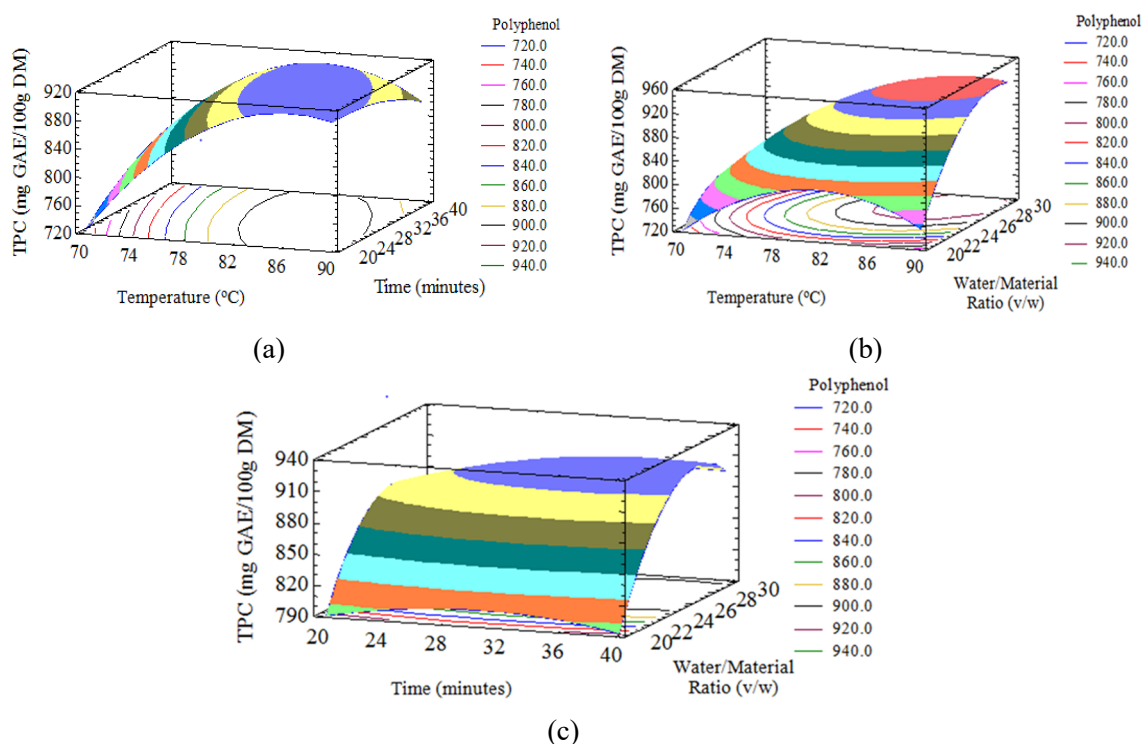 Polyphenol
720.0
740.0
760.0
780.0
800.0
820.0
840.0
860.0
880.0
900.0
920.0
940.0
TPC (mg GAE/100g DM)
920
880
840
800
760
720
70 74 78 82 86 90
20 24 28 32 36 40
Temperature (ºC)
Time (minutes)
(a)
Polyphenol
720.0
740.0
760.0
780.0
800.0
820.0
840.0
860.0
880.0
900.0
920.0
940.0
TPC (mg GAE/100g DM)
960
920
880
840
800
760
720
70 74 78 82 86 90
20 22 24 26 28 30
Temperature (ºC)
Water/Material
Ratio (v/w)
(b)
Polyphenol
720.0
740.0
760.0
780.0
800.0
820.0
840.0
860.0
880.0
900.0
920.0
940.0
TPC (mg GAE/100g DM)
940
910
880
850
820
790
20 24 28 32 36 40
20 22 24 26 28 30
Time (minutes)
Water/Material
Ratio (v/w)
(c)